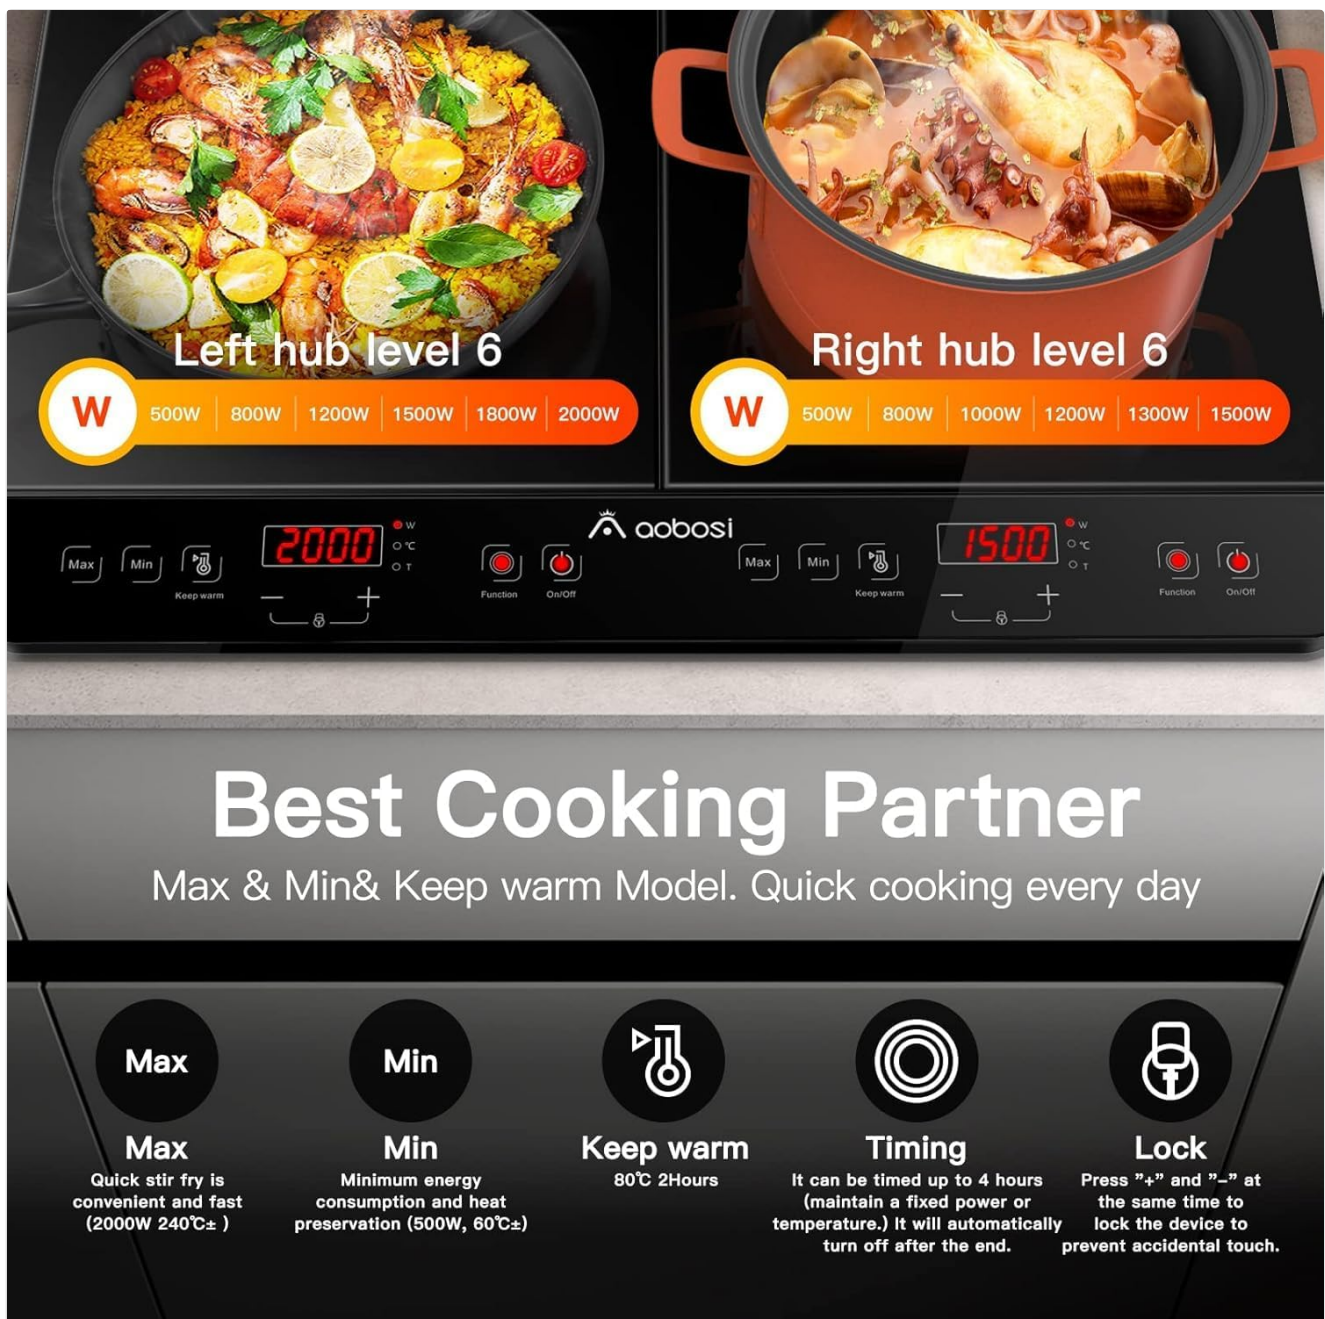 Left hub level 6
W 500W 800W 1200W 1500W 1800W 2000W
Right hub level 6
W 500W 800W 1000W 1200W 1300W 1500W
Max Min Keep warm
2000
W
℃
T
− +
Function On/Off
aobosi
Max Min Keep warm
1500
W
℃
T
− +
Function On/Off
Best Cooking Partner
Max & Min& Keep warm Model. Quick cooking every day
Max
Max
Quick stir fry is
convenient and fast
(2000W 240℃± )
Min
Min
Minimum energy
consumption and heat
preservation (500W, 60℃±)
Keep warm
80℃ 2Hours
Timing
It can be timed up to 4 hours
(maintain a fixed power or
temperature.) It will automatically
turn off after the end.
Lock
Press ”+” and ”–” at
the same time to
lock the device to
prevent accidental touch.